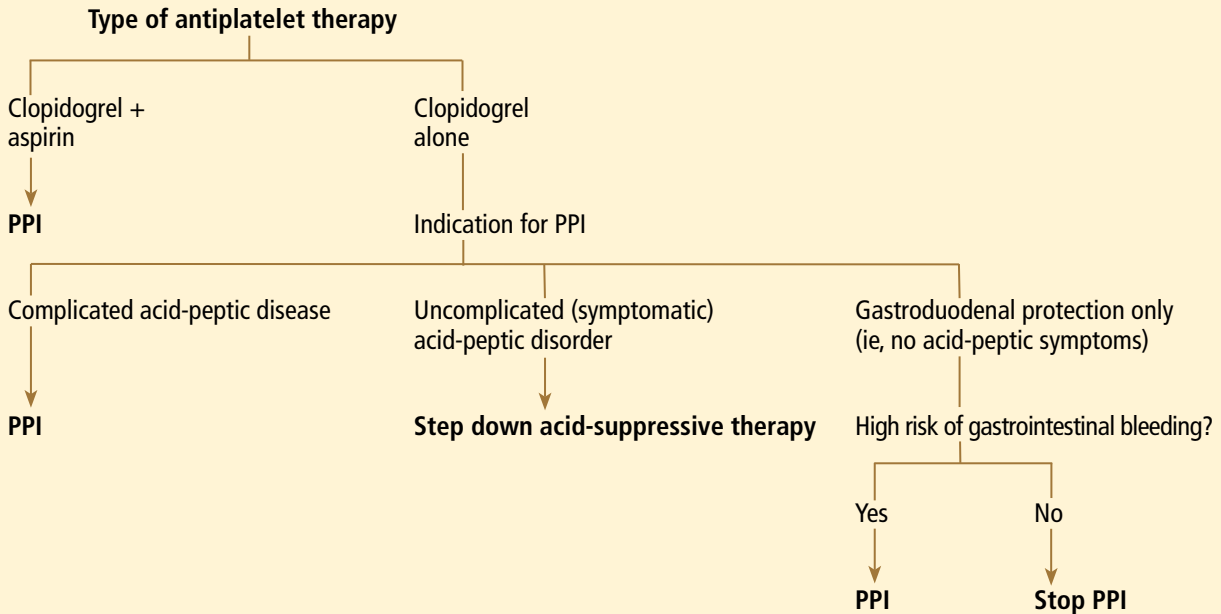 Type of antiplatelet therapy
Clopidogrel +
aspirin
Clopidogrel
alone
PPI
Indication for PPI
Complicated acid-peptic disease
Uncomplicated (symptomatic)
acid-peptic disorder
Gastroduodenal protection only
(ie, no acid-peptic symptoms)
PPI
Step down acid-suppressive therapy
High risk of gastrointestinal bleeding?
Yes
No
PPI
Stop PPI